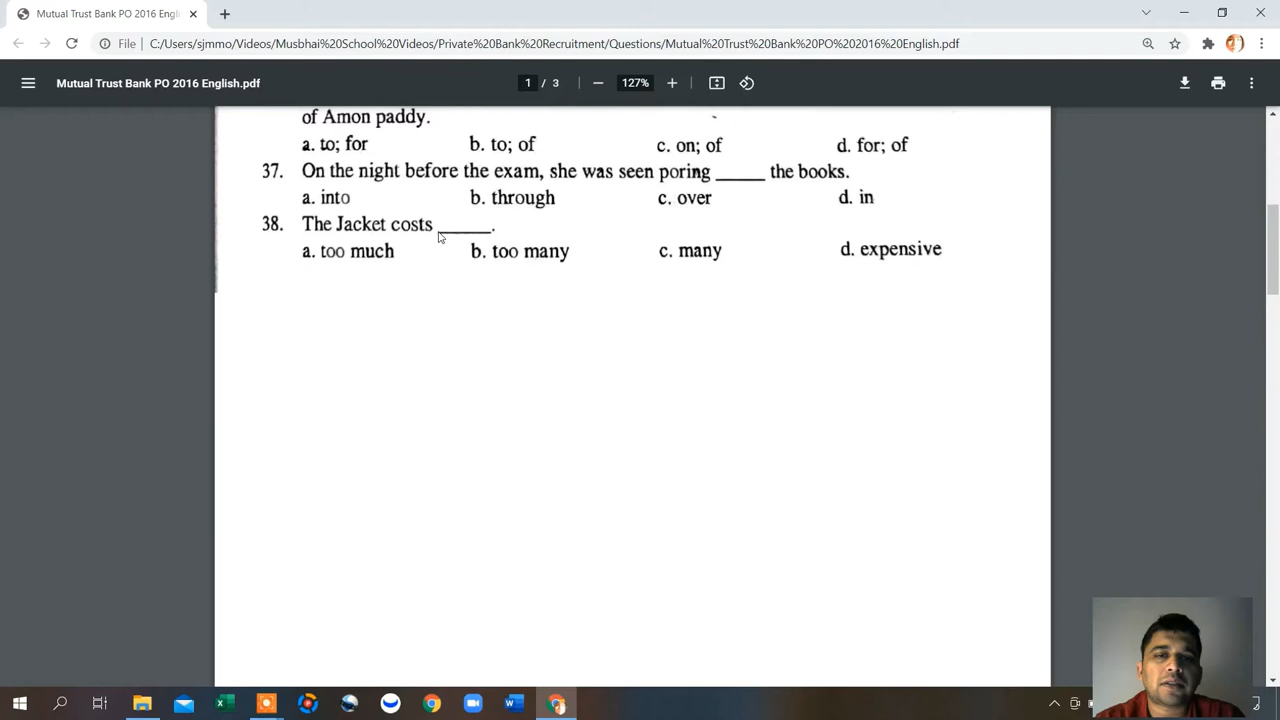 Mutual Trust Bank PO 2016 Engli
File C:/Users/sjmmo/Videos/Musbhai%20School%20Videos/Private%20Bank%20Recruitment/Questions/Mutual%20Trust%20Bank%20PO%202016%20English.pdf
Mutual Trust Bank PO 2016 English.pdf 1 / 3 127%
of Amon paddy.
a. to; for b. to; of c. on; of d. for; of
37. On the night before the exam, she was seen poring _____ the books.
a. into b. through c. over d. in
38. The Jacket costs _____.
a. too much b. too many c. many d. expensive